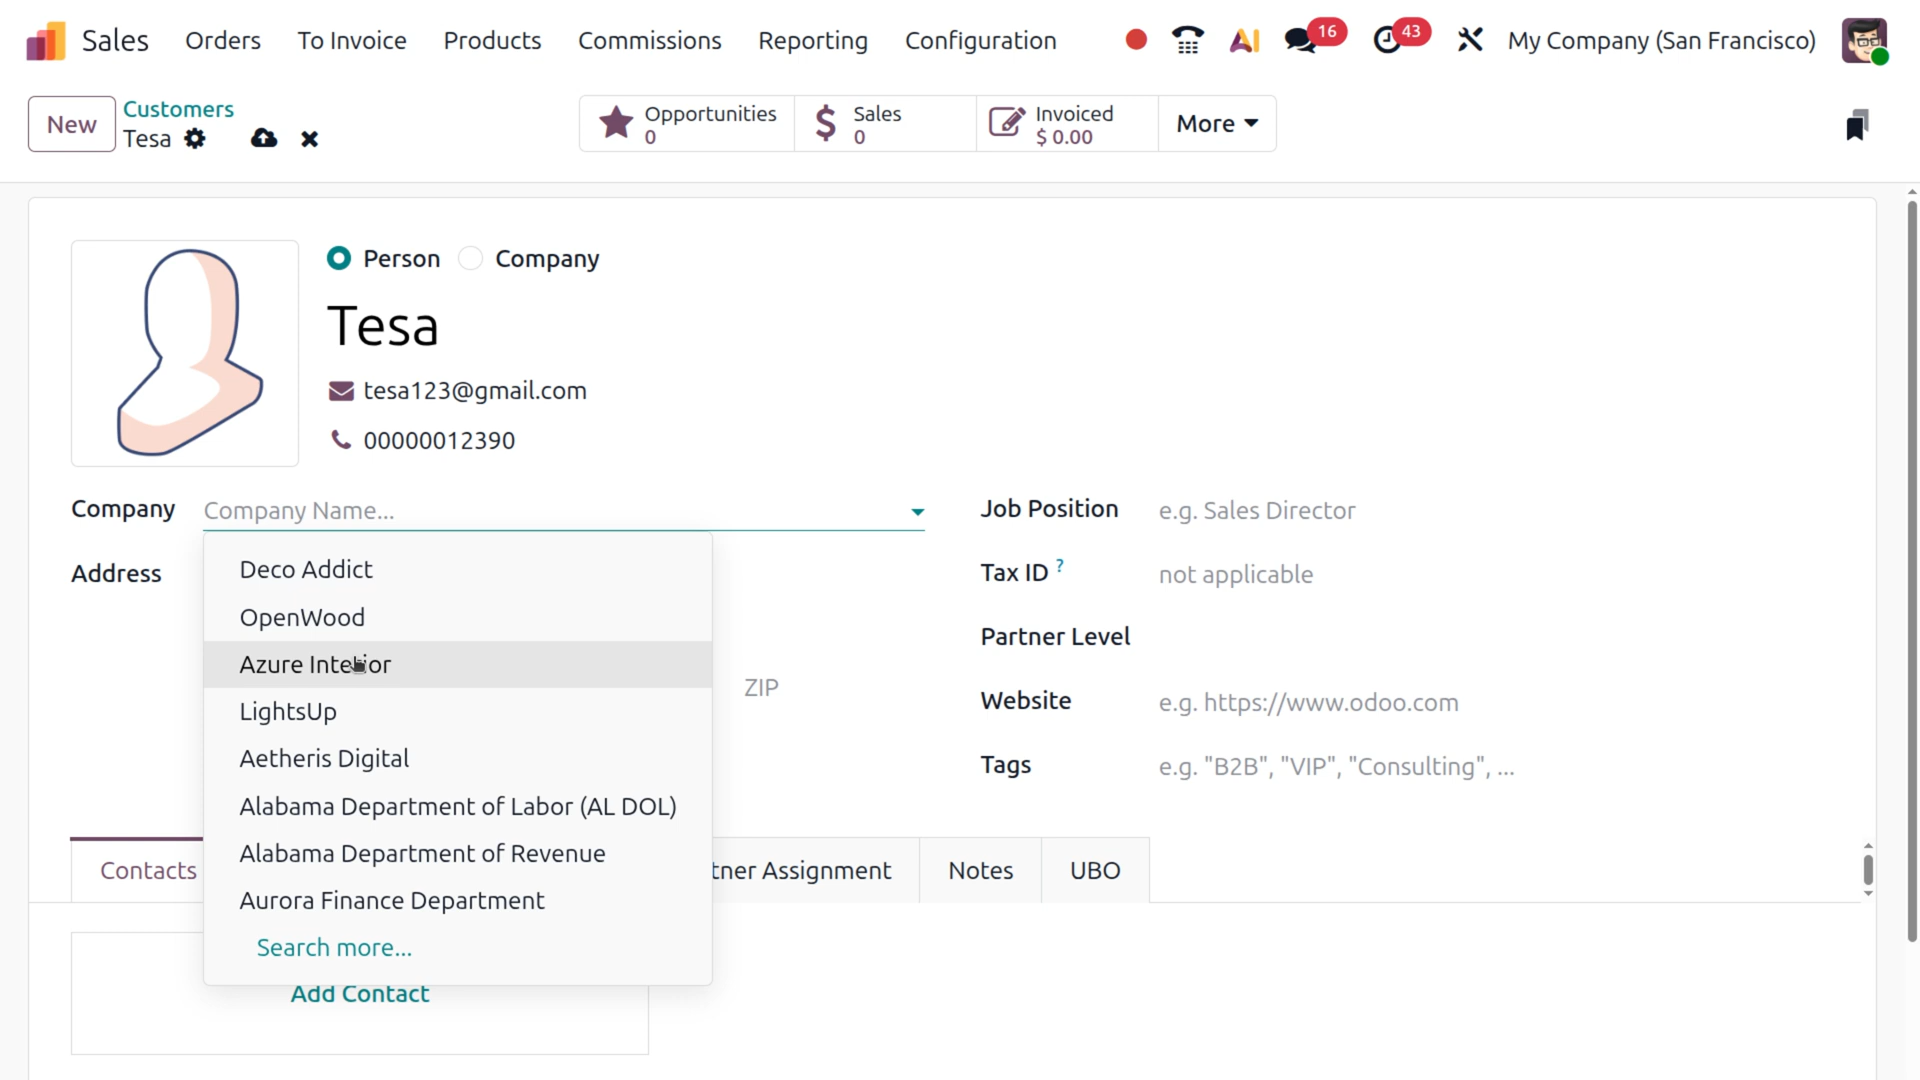 Sales Orders To Invoice Products Commissions Reporting Configuration AI 16 43 My Company (San Francisco)
New Customers
Tesa
Opportunities 0
Sales 0
Invoiced $ 0.00
More
Person Company
Tesa
tesa123@gmail.com
00000012390
Company Company Name...
Address
Deco Addict
OpenWood
Azure Interior
LightsUp
Aetheris Digital
Alabama Department of Labor (AL DOL)
Alabama Department of Revenue
Aurora Finance Department
Search more...
ZIP
Job Position e.g. Sales Director
Tax ID ? not applicable
Partner Level
Website e.g. https://www.odoo.com
Tags e.g. "B2B", "VIP", "Consulting", ...
Contacts tner Assignment Notes UBO
Add Contact